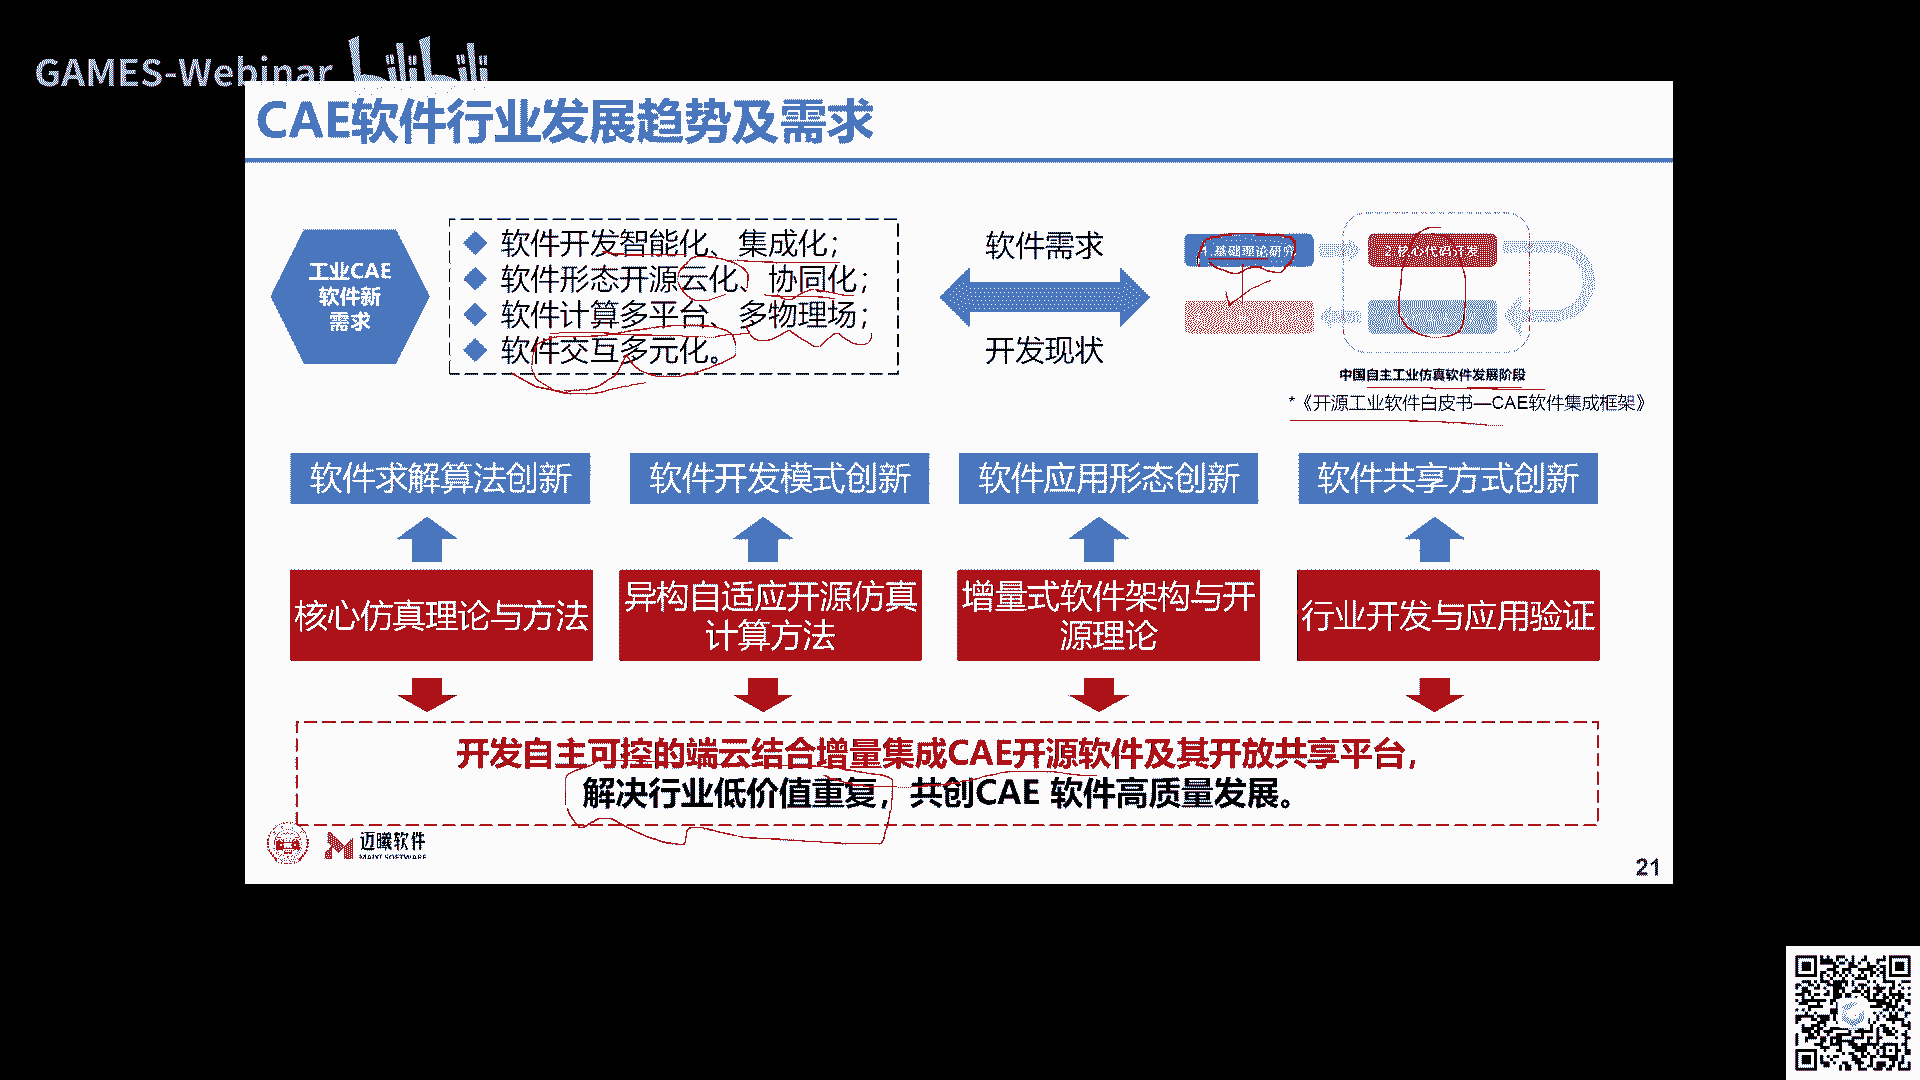 GAMES-Webinar bilibili
CAE软件行业发展趋势及需求
工业CAE
软件新
需求
软件开发智能化、集成化；
软件形态开源云化、协同化；
软件计算多平台、多物理场；
软件交互多元化。
软件需求
开发现状
1.基础理论研究
2.核心代码开发
中国自主工业仿真软件发展阶段
*《开源工业软件白皮书—CAE软件集成框架》
软件求解算法创新
软件开发模式创新
软件应用形态创新
软件共享方式创新
核心仿真理论与方法
异构自适应开源仿真
计算方法
增量式软件架构与开
源理论
行业开发与应用验证
开发自主可控的端云结合增量集成CAE开源软件及其开放共享平台，
解决行业低价值重复，共创CAE 软件高质量发展。
迈曦软件
21